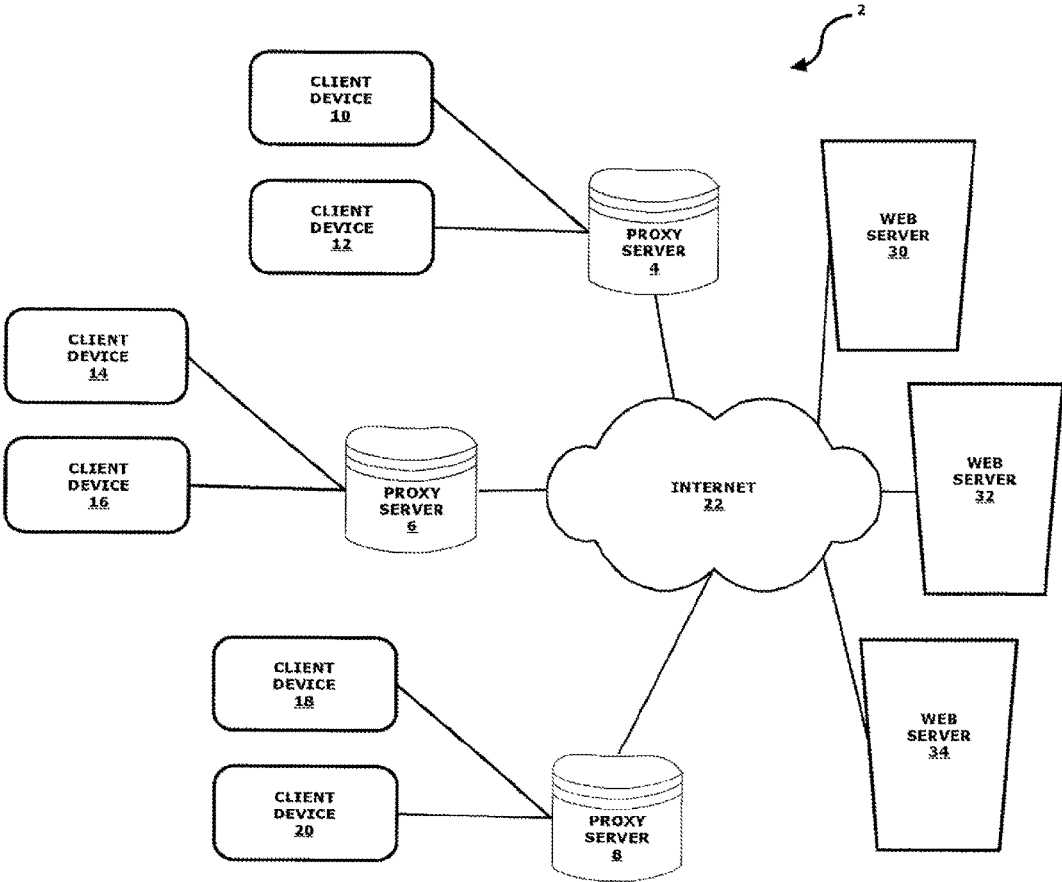 2
CLIENT
DEVICE
10
CLIENT
DEVICE
12
PROXY
SERVER
4
WEB
SERVER
30
CLIENT
DEVICE
14
CLIENT
DEVICE
16
PROXY
SERVER
6
INTERNET
22
WEB
SERVER
32
CLIENT
DEVICE
18
CLIENT
DEVICE
20
PROXY
SERVER
8
WEB
SERVER
34